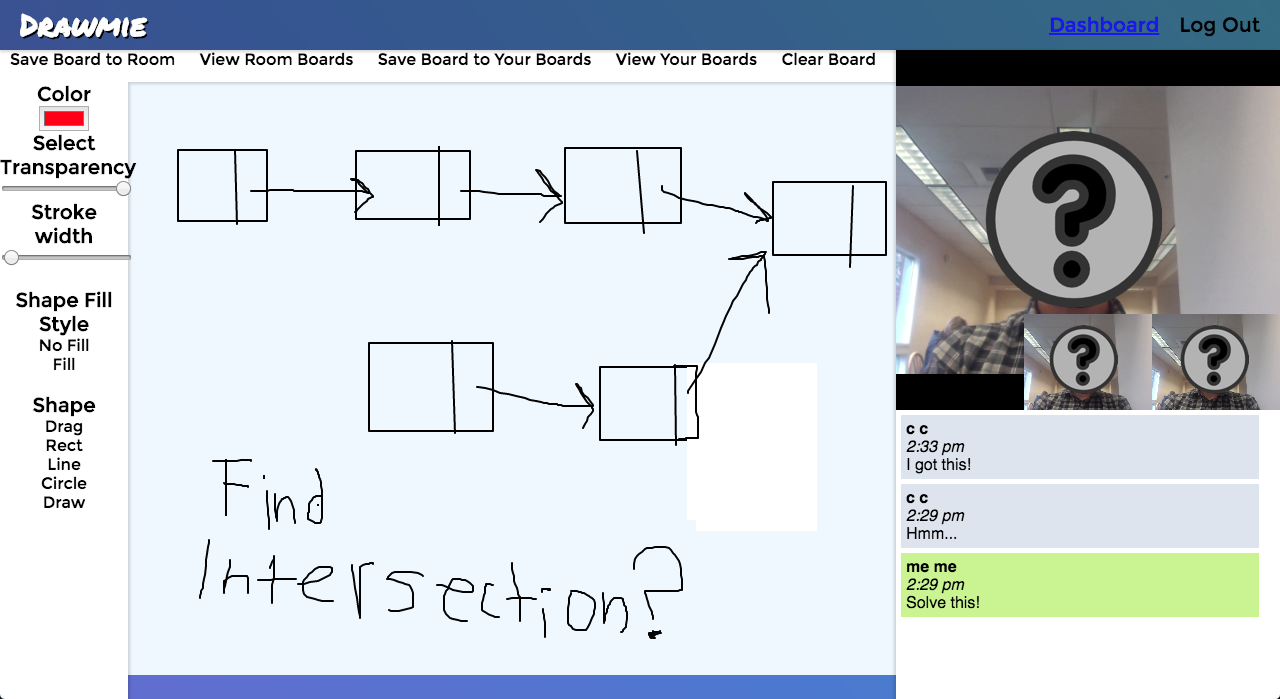 DRAWMIE
Dashboard Log Out
Save Board to Room View Room Boards Save Board to Your Boards View Your Boards Clear Board
Color
Select
Transparency
Stroke
width
Shape Fill
Style
No Fill
Fill
Shape
Drag
Rect
Line
Circle
Draw
Find
Intersection?
?
?
?
c c
2:33 pm
I got this!
c c
2:29 pm
Hmm...
me me
2:29 pm
Solve this!